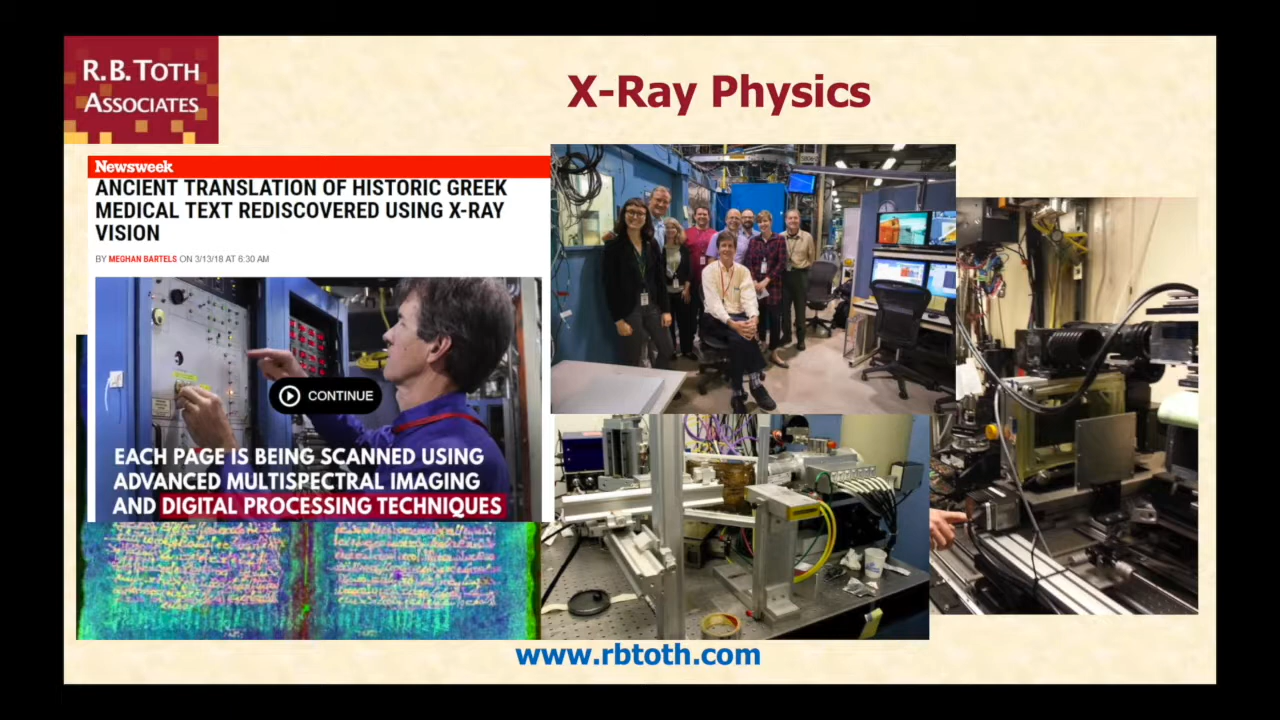 R.B. TOTH
ASSOCIATES
X-Ray Physics
Newsweek
ANCIENT TRANSLATION OF HISTORIC GREEK
MEDICAL TEXT REDISCOVERED USING X-RAY
VISION
BY MEGHAN BARTELS ON 3/13/18 AT 6:30 AM
CONTINUE
EACH PAGE IS BEING SCANNED USING
ADVANCED MULTISPECTRAL IMAGING
AND DIGITAL PROCESSING TECHNIQUES
www.rbtoth.com